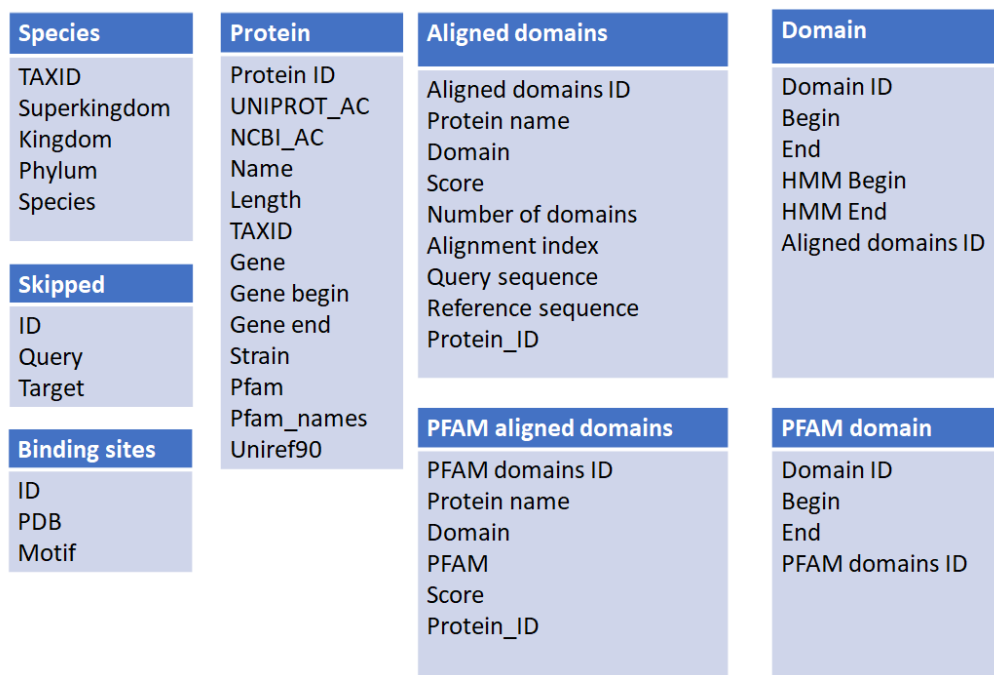 Species
TAXID
Superkingdom
Kingdom
Phylum
Species
Skipped
ID
Query
Target
Binding sites
ID
PDB
Motif
Protein
Protein ID
UNIPROT_AC
NCBI_AC
Name
Length
TAXID
Gene
Gene begin
Gene end
Strain
Pfam
Pfam_names
Uniref90
Aligned domains
Aligned domains ID
Protein name
Domain
Score
Number of domains
Alignment index
Query sequence
Reference sequence
Protein_ID
PFAM aligned domains
PFAM domains ID
Protein name
Domain
PFAM
Score
Protein_ID
Domain
Domain ID
Begin
End
HMM Begin
HMM End
Aligned domains ID
PFAM domain
Domain ID
Begin
End
PFAM domains ID